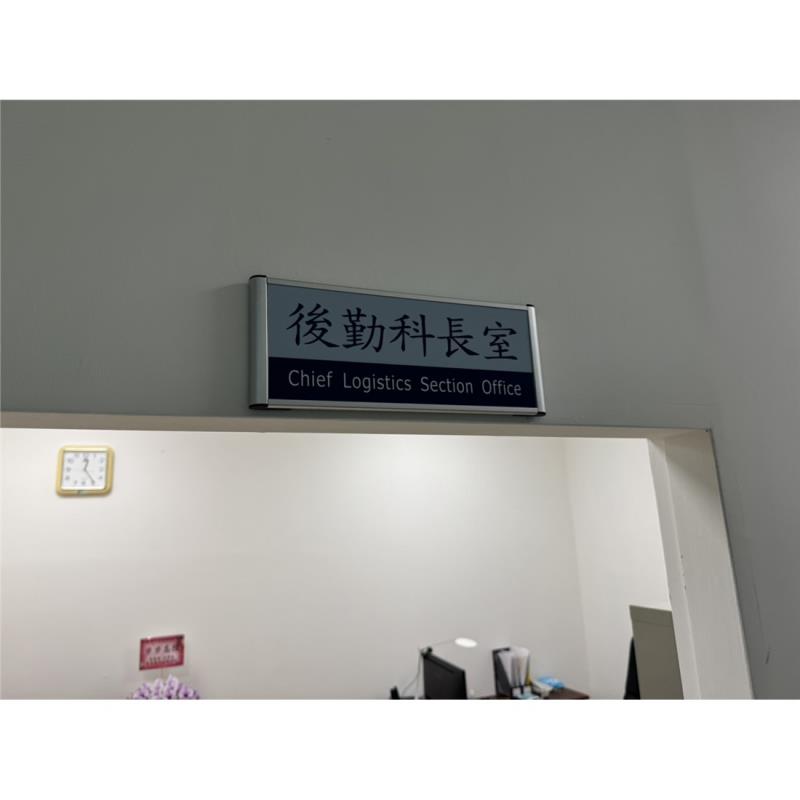 後勤科長室
Chief Logistics Section Office